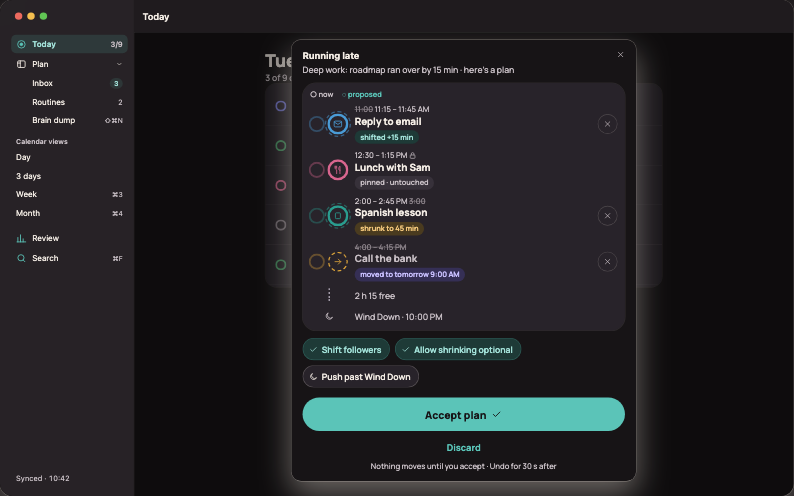 Today
Today 3/9
Plan
Inbox 3
Routines 2
Brain dump ⇧⌘N
Calendar views
Day
3 days
Week ⌘3
Month ⌘4
Review
Search ⌘F
Synced · 10:42
Tue
3 of 9
Running late
Deep work: roadmap ran over by 15 min · here's a plan
now proposed
11:00 11:15 – 11:45 AM
Reply to email
shifted +15 min
12:30 – 1:15 PM
Lunch with Sam
pinned · untouched
2:00 – 2:45 PM 3:00
Spanish lesson
shrunk to 45 min
4:00 – 4:15 PM
Call the bank
moved to tomorrow 9:00 AM
2 h 15 free
Wind Down · 10:00 PM
Shift followers
Allow shrinking optional
Push past Wind Down
Accept plan
Discard
Nothing moves until you accept · Undo for 30 s after